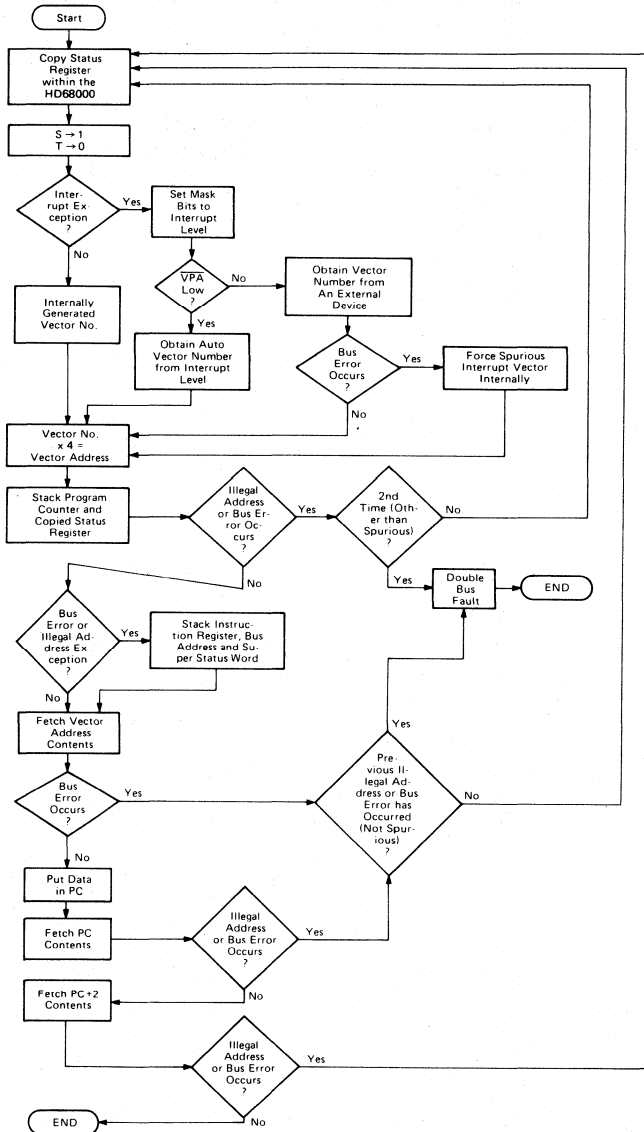 Start
Copy Status
Register
within the
HD68000
S → 1
T → 0
Inter-
rupt Ex-
ception
?
Yes
No
Set Mask
Bits to
Interrupt
Level
VPA
Low
?
No
Yes
Obtain Vector
Number from
An External
Device
Internally
Generated
Vector No.
Obtain Auto
Vector Number
from Interrupt
Level
Bus
Error
Occurs
?
Yes
No
Force Spurious
Interrupt Vector
Internally
Vector No.
x 4 =
Vector Address
Stack Program
Counter and
Copied Status
Register
Illegal
Address
or Bus Er-
ror Oc-
curs
?
Yes
No
2nd
Time (Oth-
er than
Spurious)
?
No
Yes
Double
Bus
Fault
END
Bus
Error or
Illegal Ad-
dress Ex
ception
?
Yes
No
Stack Instruc-
tion Register, Bus
Address and Su-
per Status Word
Fetch Vector
Address
Contents
Bus
Error
Occurs
?
Yes
No
Pre-
vious Il-
legal Ad-
dress or Bus
Error has
Occurred
(Not Spur-
ious)
?
Yes
No
Put Data
in PC
Fetch PC
Contents
Illegal
Address
or Bus Error
Occurs
?
Yes
No
Fetch PC+2
Contents
Illegal
Address
or Bus Error
Occurs
?
Yes
No
END